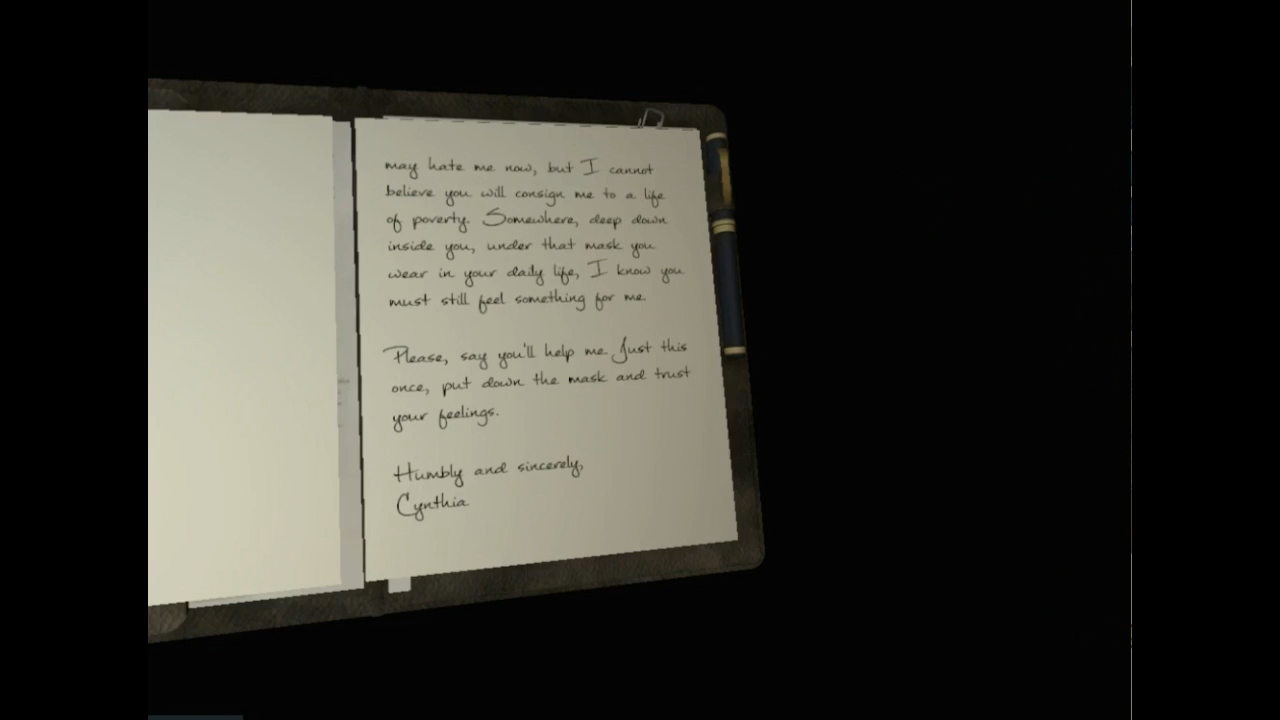 may hate me now, but I cannot
believe you will consign me to a life
of poverty. Somewhere, deep down
inside you, under that mask you
wear in your daily life, I know you
must still feel something for me.
Please, say you'll help me. Just this
once, put down the mask and trust
your feelings.
Humbly and sincerely,
Cynthia